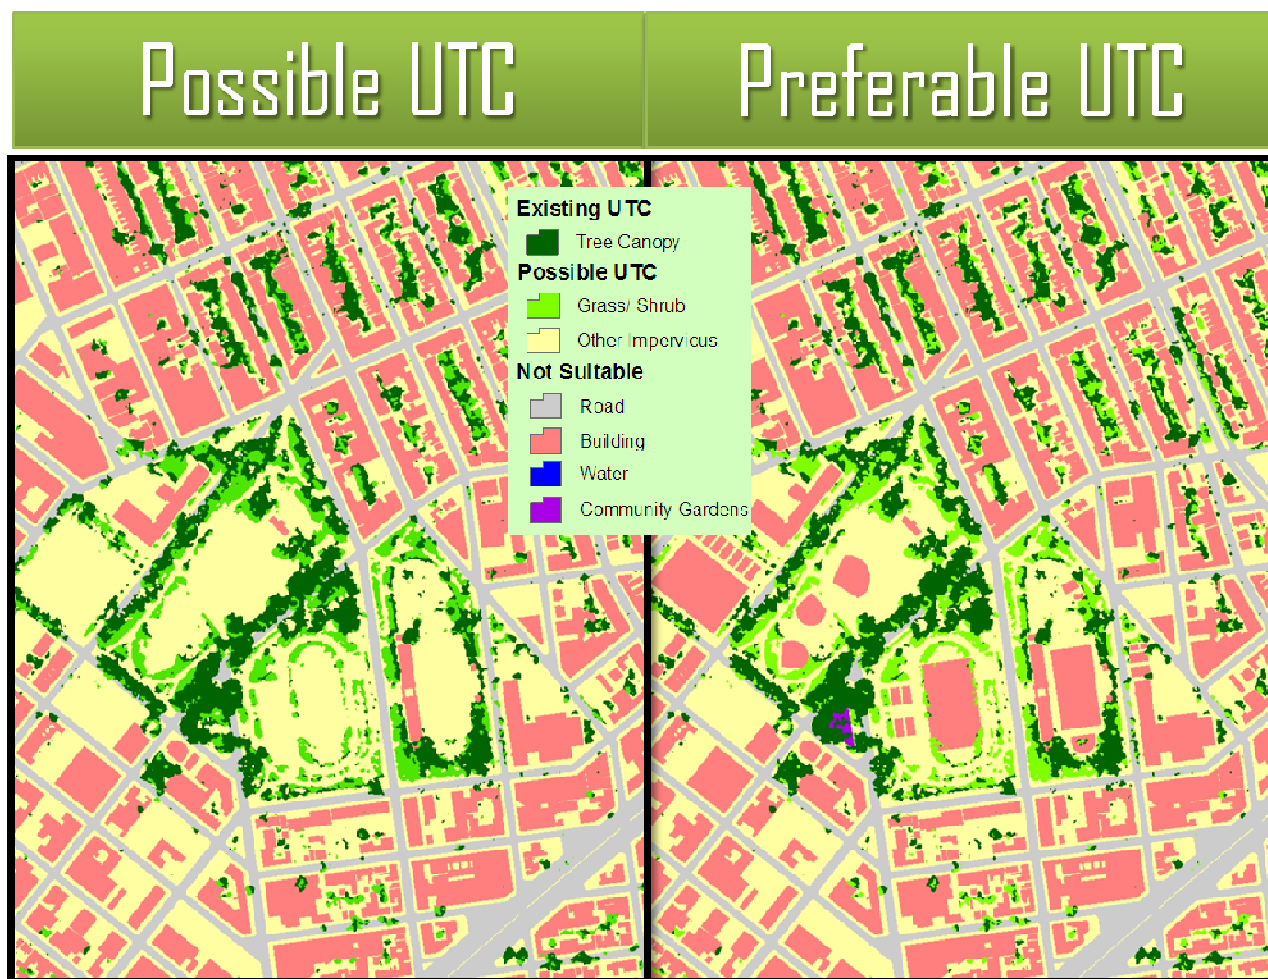 Possible UTC
Preferable UTC
Existing UTC
Tree Canopy
Possible UTC
Grass/ Shrub
Other Impervicus
Not Suitable
Road
Building
Water
Community Gardens